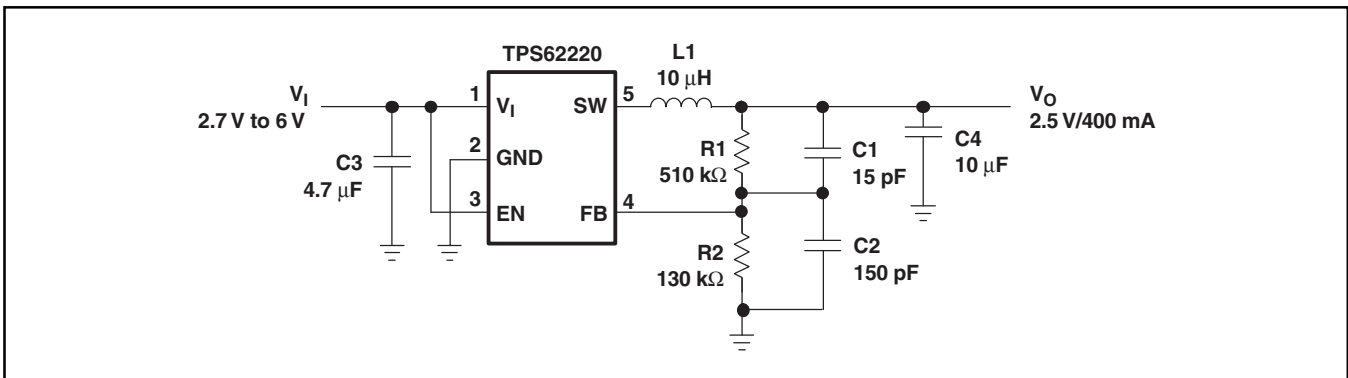 TPS62220
L1
10 μH
V_I
2.7 V to 6 V
1
V_I
SW
5
V_O
2.5 V/400 mA
2
GND
C3
4.7 μF
R1
510 kΩ
C1
15 pF
C4
10 μF
3
EN
FB
4
R2
130 kΩ
C2
150 pF